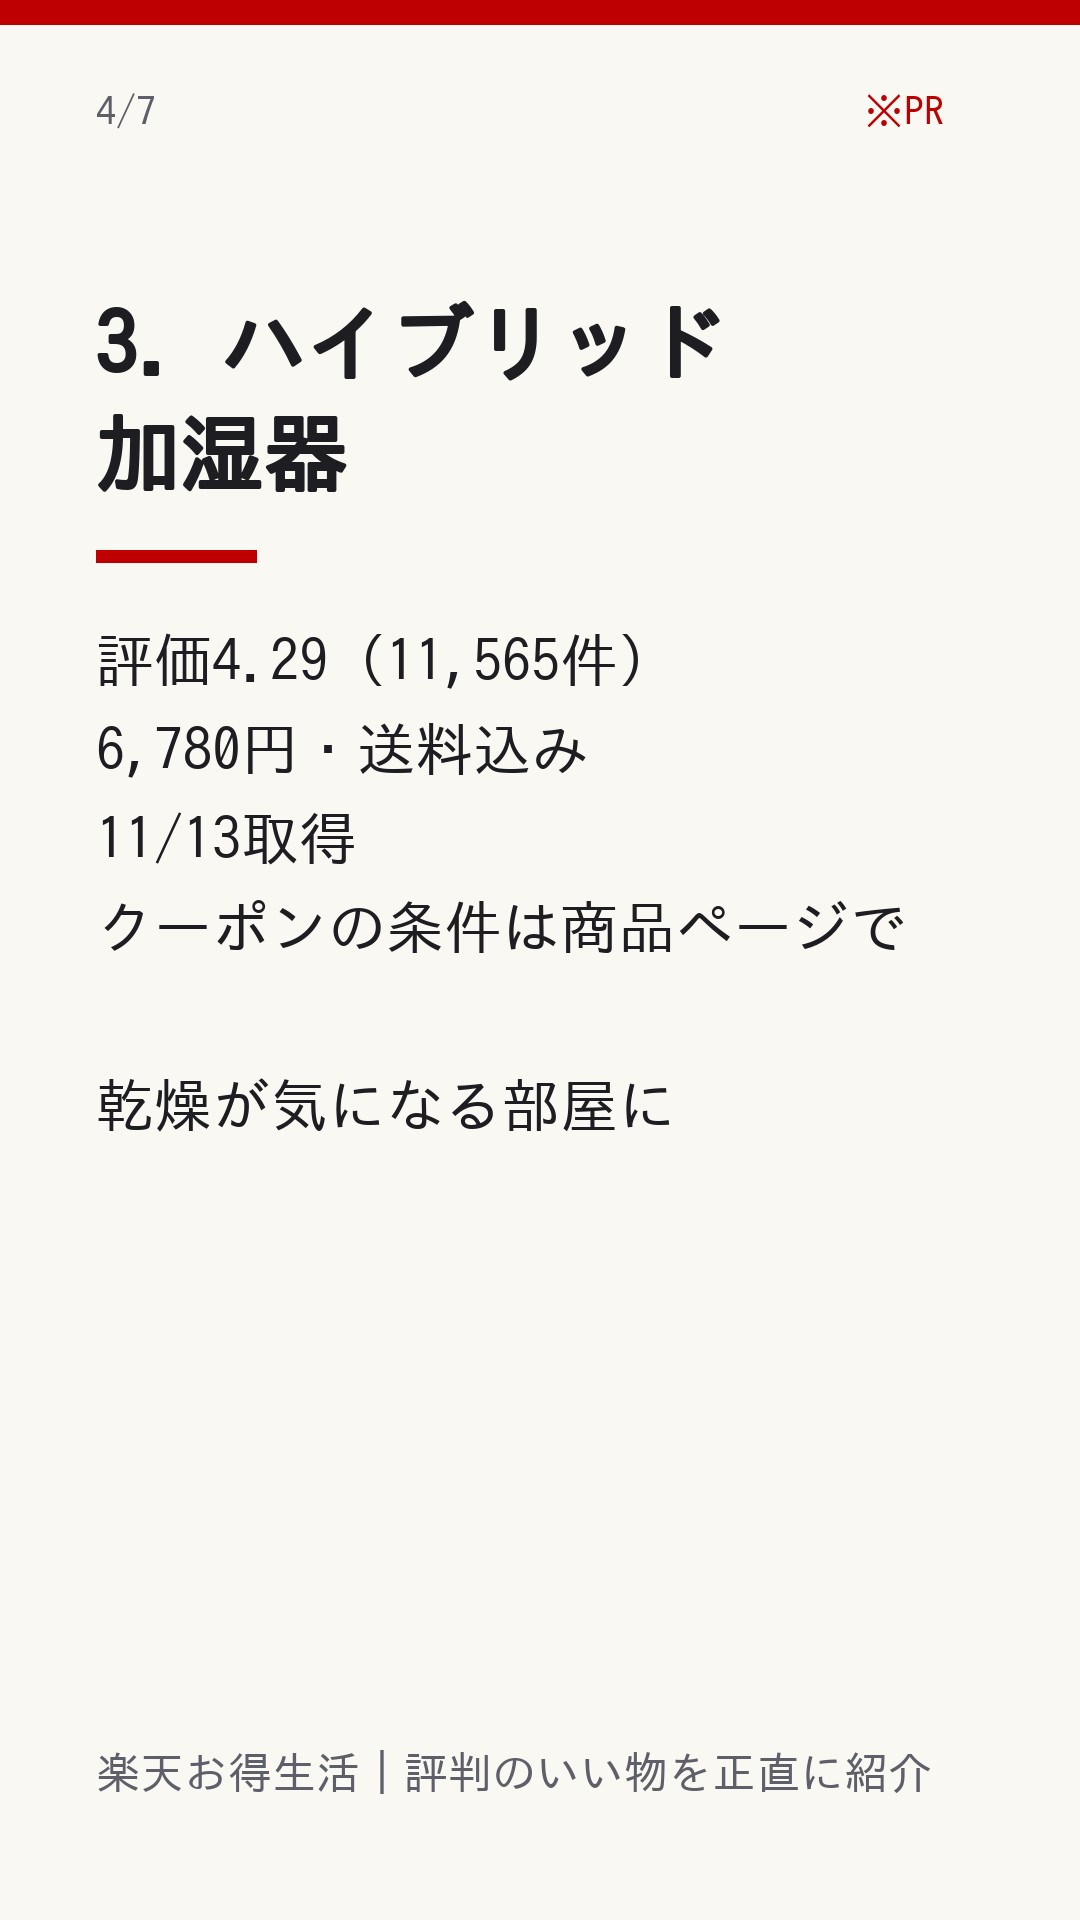 4/7
※PR
3. ハイブリッド
加湿器
評価4.29（11,565件）
6,780円・送料込み
11/13取得
クーポンの条件は商品ページで
乾燥が気になる部屋に
楽天お得生活｜評判のいい物を正直に紹介